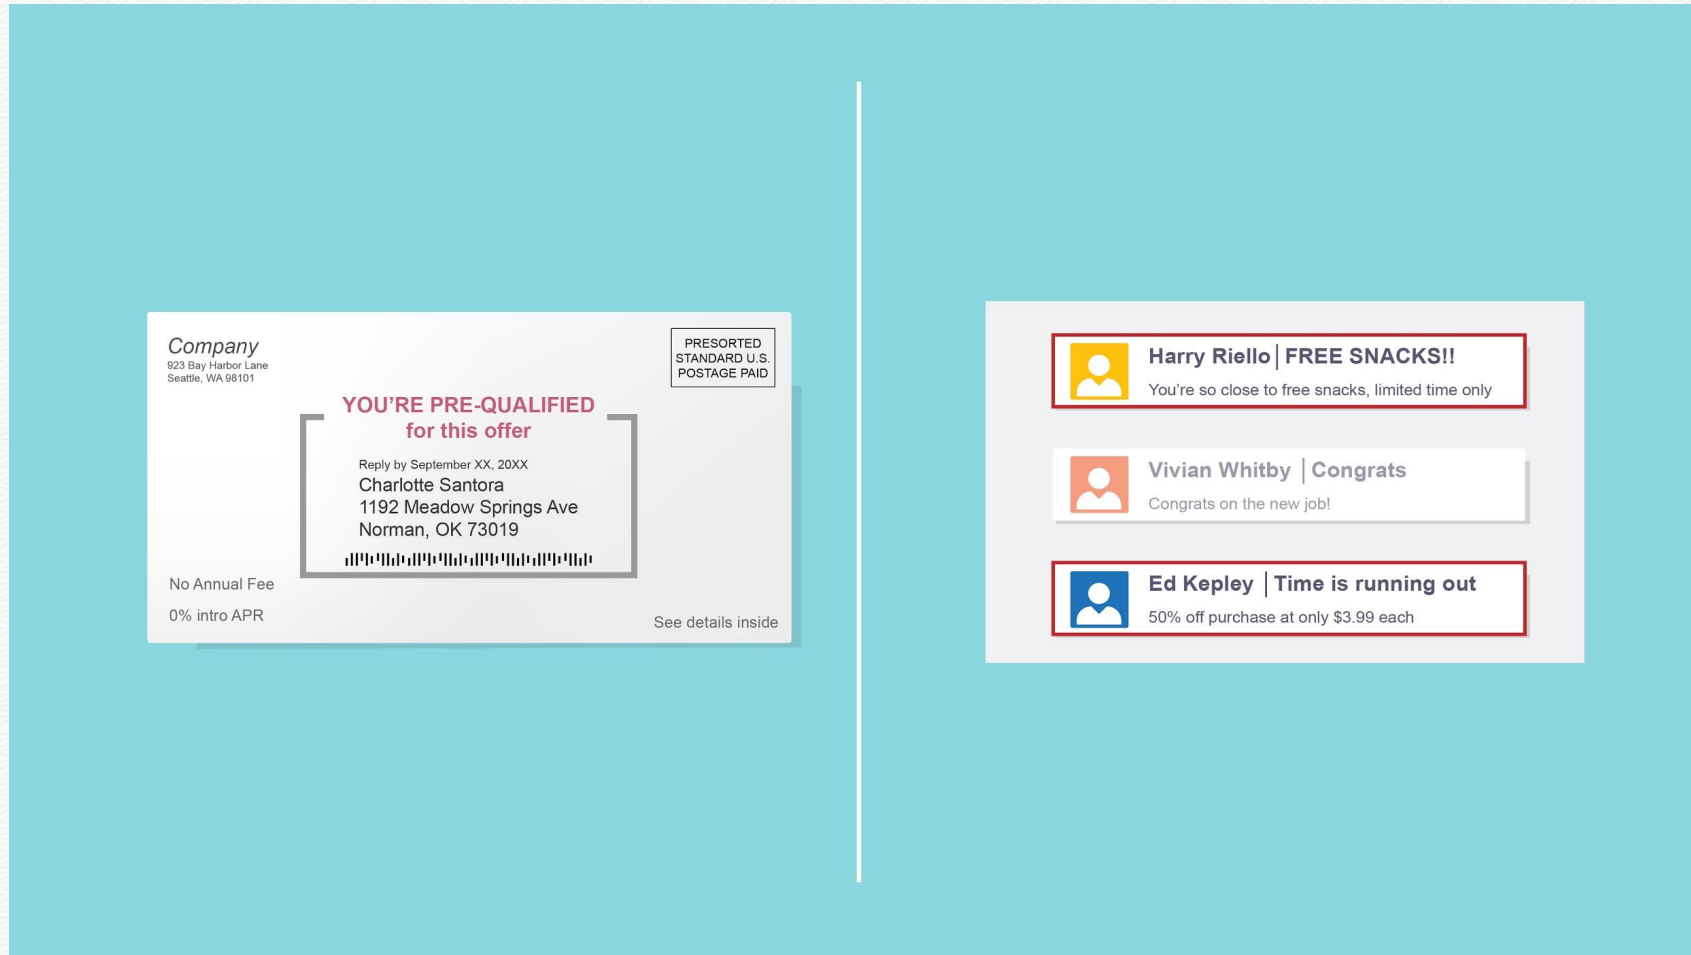 Company
923 Bay Harbor Lane
Seattle, WA 98101
PRESORTED
STANDARD U.S.
POSTAGE PAID
YOU'RE PRE-QUALIFIED
for this offer
Reply by September XX, 20XX
Charlotte Santora
1192 Meadow Springs Ave
Norman, OK 73019
No Annual Fee
0% intro APR
See details inside
Harry Riello | FREE SNACKS!!
You're so close to free snacks, limited time only
Vivian Whitby | Congrats
Congrats on the new job!
Ed Kepley | Time is running out
50% off purchase at only $3.99 each